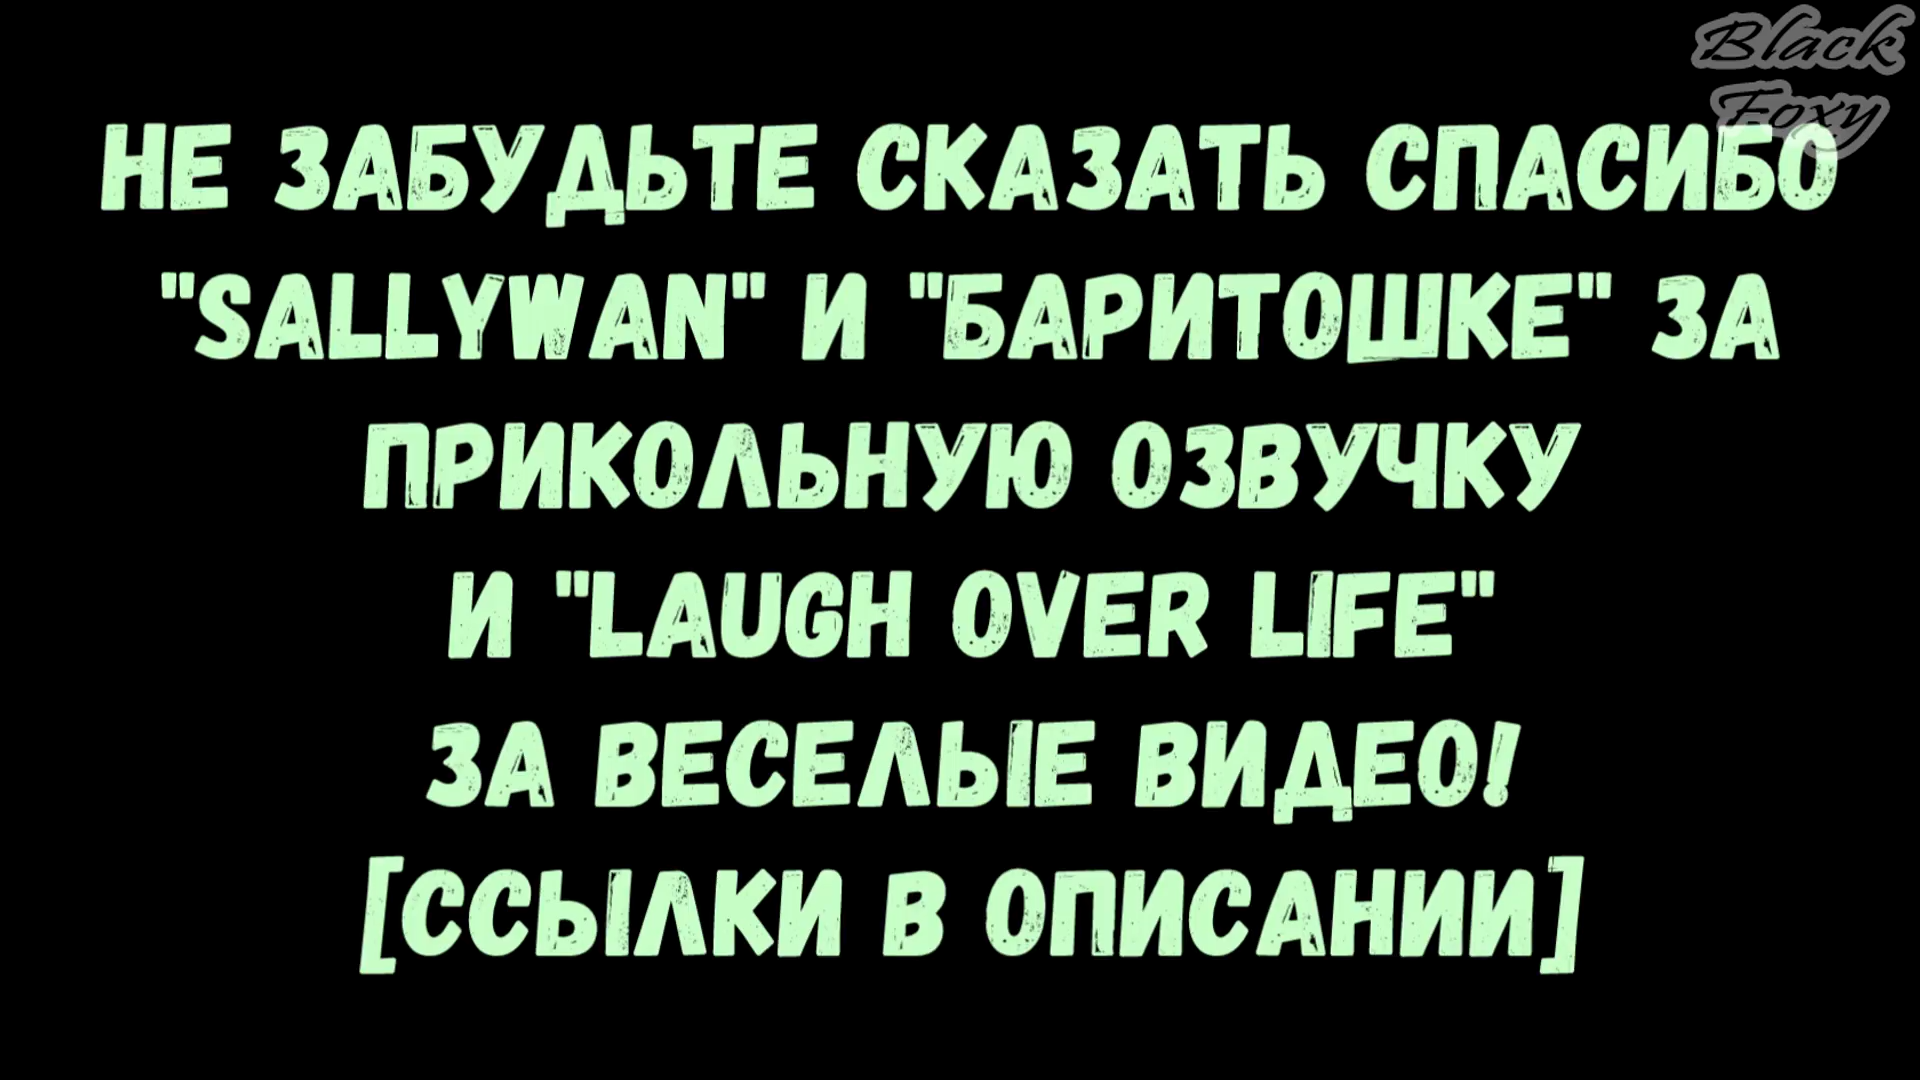 Black
Foxy
НЕ ЗАБУДЬТЕ СКАЗАТЬ СПАСИБО
"SALLYWAN" И "БАРИТОШКЕ" ЗА
ПРИКОЛЬНУЮ ОЗВУЧКУ
И "LAUGH OVER LIFE"
ЗА ВЕСЕЛЫЕ ВИДЕО!
[ССЫЛКИ В ОПИСАНИИ]